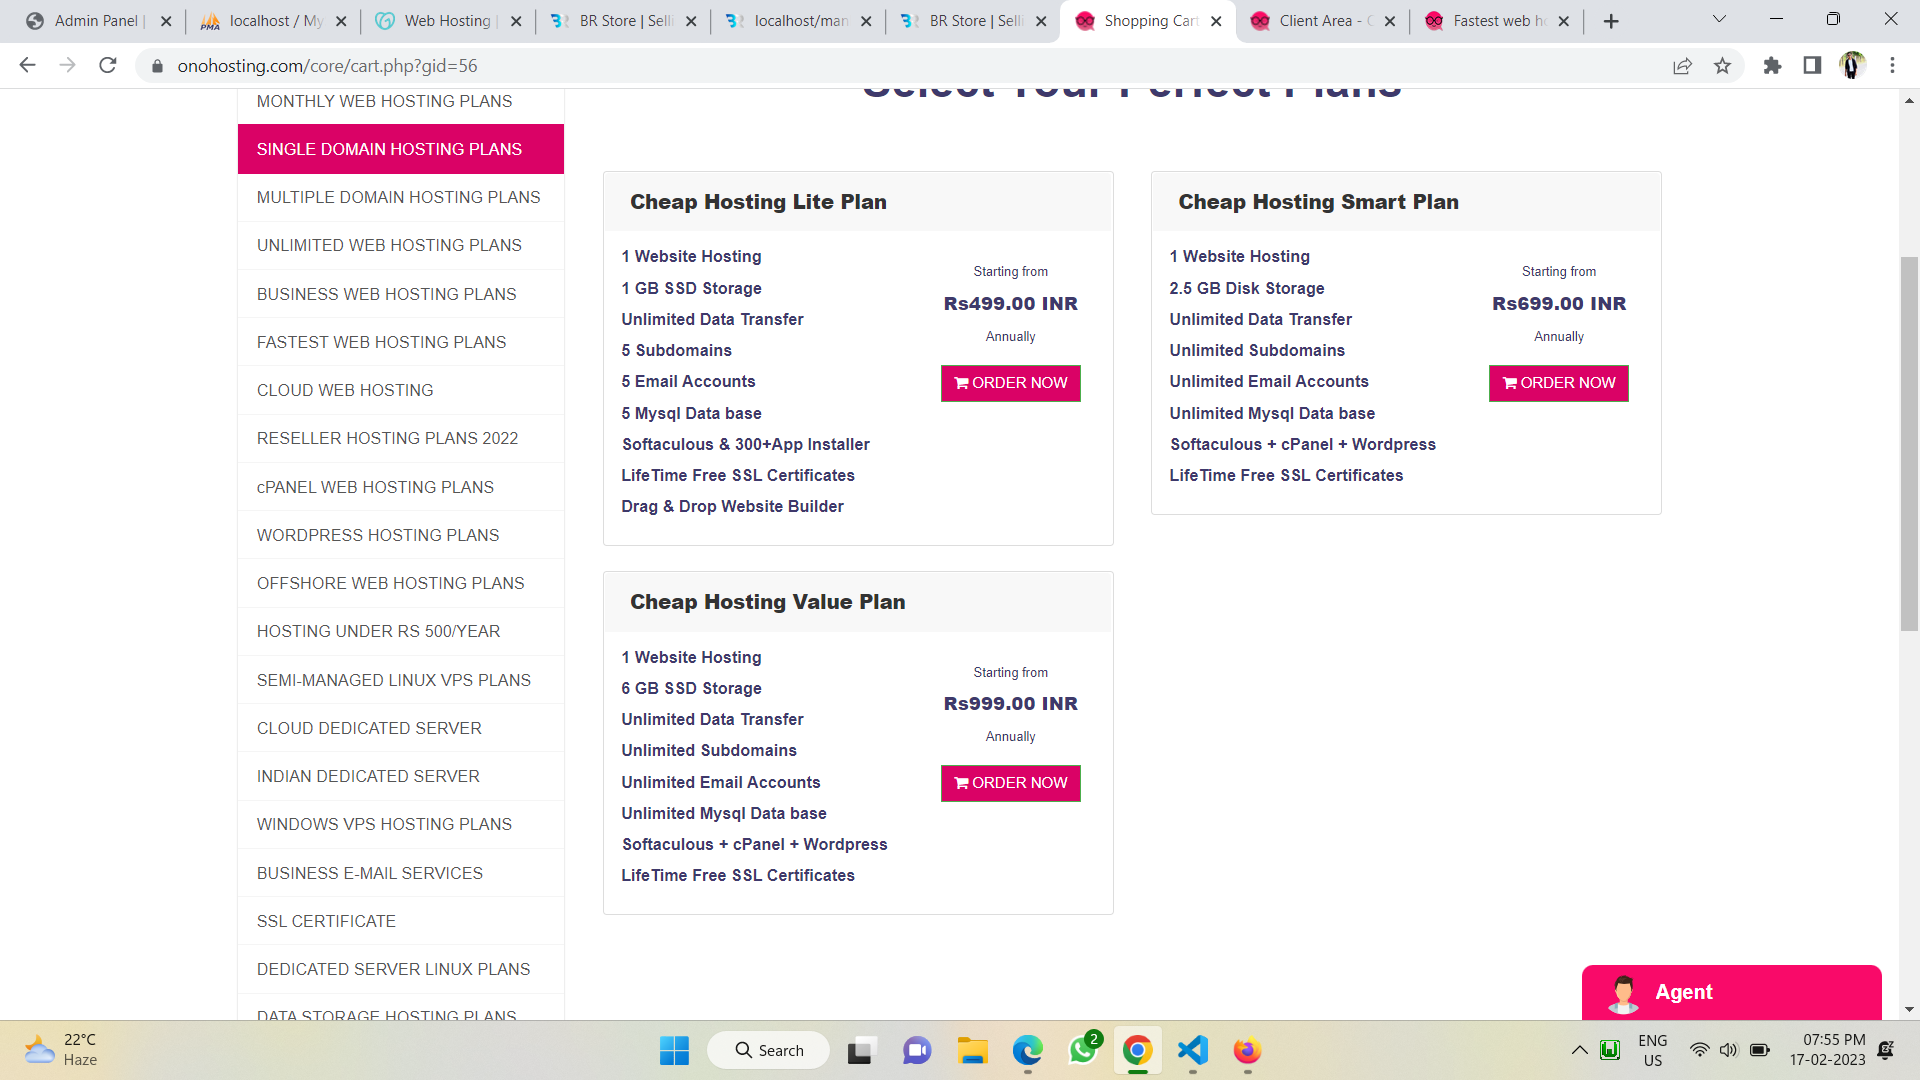 Admin Panel |
localhost / My
Web Hosting |
BR Store | Selli
localhost/man
BR Store | Selli
Shopping Cart
Client Area -
Fastest web ho
onohosting.com/core/cart.php?gid=56
Select Your Perfect Plans
MONTHLY WEB HOSTING PLANS
SINGLE DOMAIN HOSTING PLANS
MULTIPLE DOMAIN HOSTING PLANS
UNLIMITED WEB HOSTING PLANS
BUSINESS WEB HOSTING PLANS
FASTEST WEB HOSTING PLANS
CLOUD WEB HOSTING
RESELLER HOSTING PLANS 2022
cPANEL WEB HOSTING PLANS
WORDPRESS HOSTING PLANS
OFFSHORE WEB HOSTING PLANS
HOSTING UNDER RS 500/YEAR
SEMI-MANAGED LINUX VPS PLANS
CLOUD DEDICATED SERVER
INDIAN DEDICATED SERVER
WINDOWS VPS HOSTING PLANS
BUSINESS E-MAIL SERVICES
SSL CERTIFICATE
DEDICATED SERVER LINUX PLANS
DATA STORAGE HOSTING PLANS
Cheap Hosting Lite Plan
1 Website Hosting
1 GB SSD Storage
Unlimited Data Transfer
5 Subdomains
5 Email Accounts
5 Mysql Data base
Softaculous & 300+App Installer
LifeTime Free SSL Certificates
Drag & Drop Website Builder
Starting from
Rs499.00 INR
Annually
ORDER NOW
Cheap Hosting Smart Plan
1 Website Hosting
2.5 GB Disk Storage
Unlimited Data Transfer
Unlimited Subdomains
Unlimited Email Accounts
Unlimited Mysql Data base
Softaculous + cPanel + Wordpress
LifeTime Free SSL Certificates
Starting from
Rs699.00 INR
Annually
ORDER NOW
Cheap Hosting Value Plan
1 Website Hosting
6 GB SSD Storage
Unlimited Data Transfer
Unlimited Subdomains
Unlimited Email Accounts
Unlimited Mysql Data base
Softaculous + cPanel + Wordpress
LifeTime Free SSL Certificates
Starting from
Rs999.00 INR
Annually
ORDER NOW
Agent
22°C
Haze
Search
2
ENG
US
07:55 PM
17-02-2023